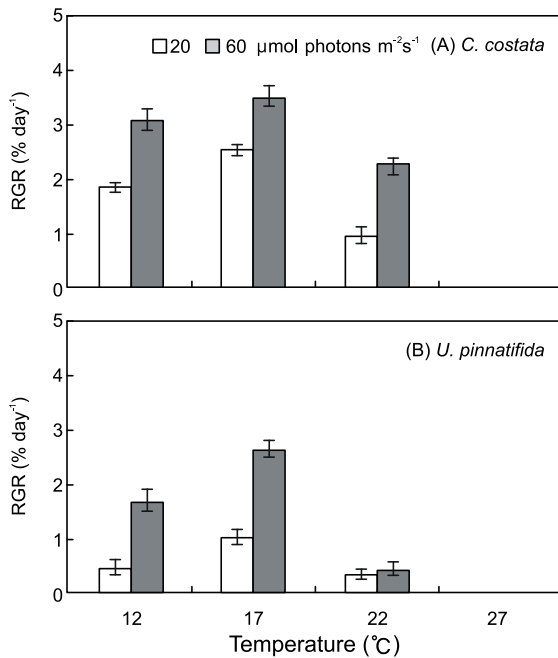 5
20 60 μmol photons m⁻²s⁻¹ (A) C. costata
4
3
2
1
0
RGR (% day⁻¹)
5
(B) U. pinnatifida
4
3
2
1
0
RGR (% day⁻¹)
12 17 22 27
Temperature (℃)